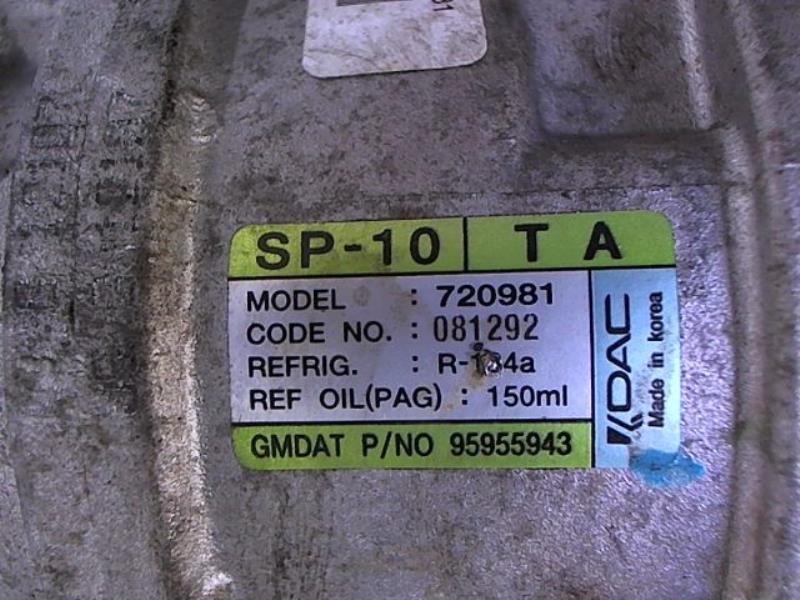 SP-10 T A
MODEL : 720981
CODE NO. : 081292
REFRIG. : R-134a
REF OIL(PAG) : 150ml
GMDAT P/NO 95955943
KDAC
Made in korea